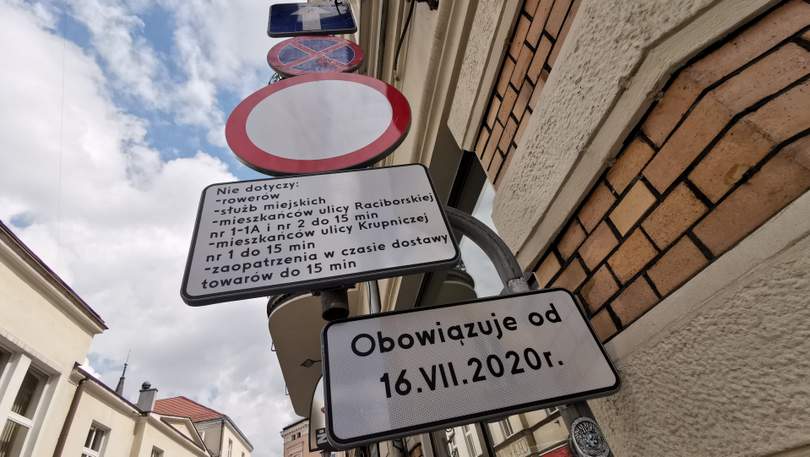 Nie dotyczy:
-rowerów
-służb miejskich
-mieszkańców ulicy Raciborskiej
nr 1-1A i nr 2 do 15 min
-mieszkańców ulicy Krupniczej
nr 1 do 15 min
-zaopatrzenia w czasie dostawy
towarów do 15 min
Obowiązuje od
16.VII.2020r.